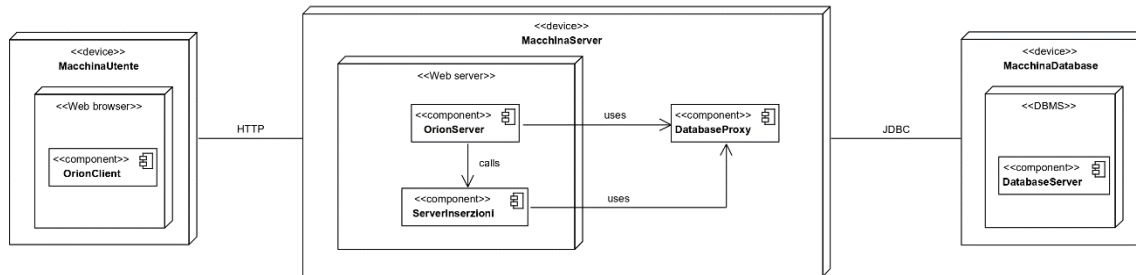 <<device>>
MacchinaUtente
<<Web browser>>
<<component>>
OrionClient
HTTP
<<device>>
MacchinaServer
<<Web server>>
<<component>>
OrionServer
calls
<<component>>
ServerInserzioni
uses
uses
<<component>>
DatabaseProxy
JDBC
<<device>>
MacchinaDatabase
<<DBMS>>
<<component>>
DatabaseServer